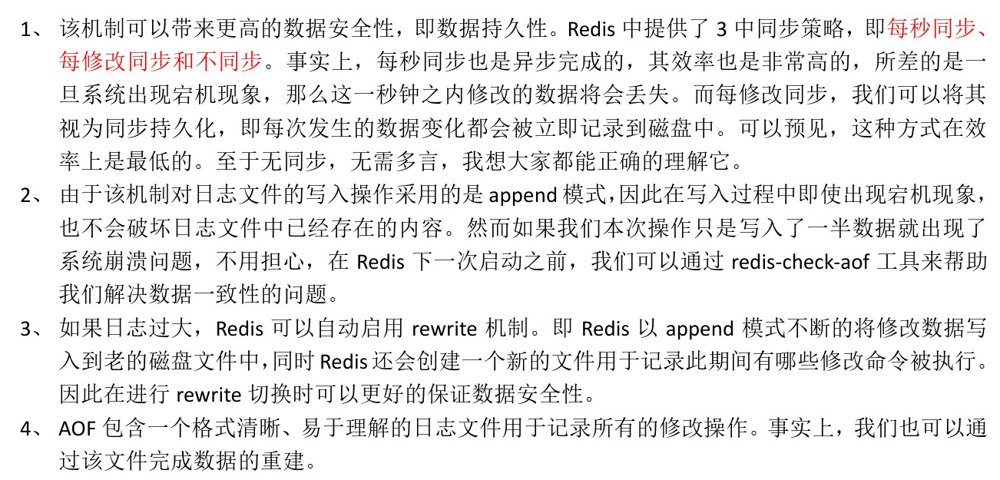 1、 该机制可以带来更高的数据安全性，即数据持久性。Redis 中提供了 3 中同步策略，即每秒同步、
每修改同步和不同步。事实上，每秒同步也是异步完成的，其效率也是非常高的，所差的是一
旦系统出现宕机现象，那么这一秒钟之内修改的数据将会丢失。而每修改同步，我们可以将其
视为同步持久化，即每次发生的数据变化都会被立即记录到磁盘中。可以预见，这种方式在效
率上是最低的。至于无同步，无需多言，我想大家都能正确的理解它。
2、 由于该机制对日志文件的写入操作采用的是 append 模式，因此在写入过程中即使出现宕机现象，
也不会破坏日志文件中已经存在的内容。然而如果我们本次操作只是写入了一半数据就出现了
系统崩溃问题，不用担心，在 Redis 下一次启动之前，我们可以通过 redis-check-aof 工具来帮助
我们解决数据一致性的问题。
3、 如果日志过大，Redis 可以自动启用 rewrite 机制。即 Redis 以 append 模式不断的将修改数据写
入到老的磁盘文件中，同时 Redis 还会创建一个新的文件用于记录此期间有哪些修改命令被执行。
因此在进行 rewrite 切换时可以更好的保证数据安全性。
4、 AOF 包含一个格式清晰、易于理解的日志文件用于记录所有的修改操作。事实上，我们也可以通
过该文件完成数据的重建。